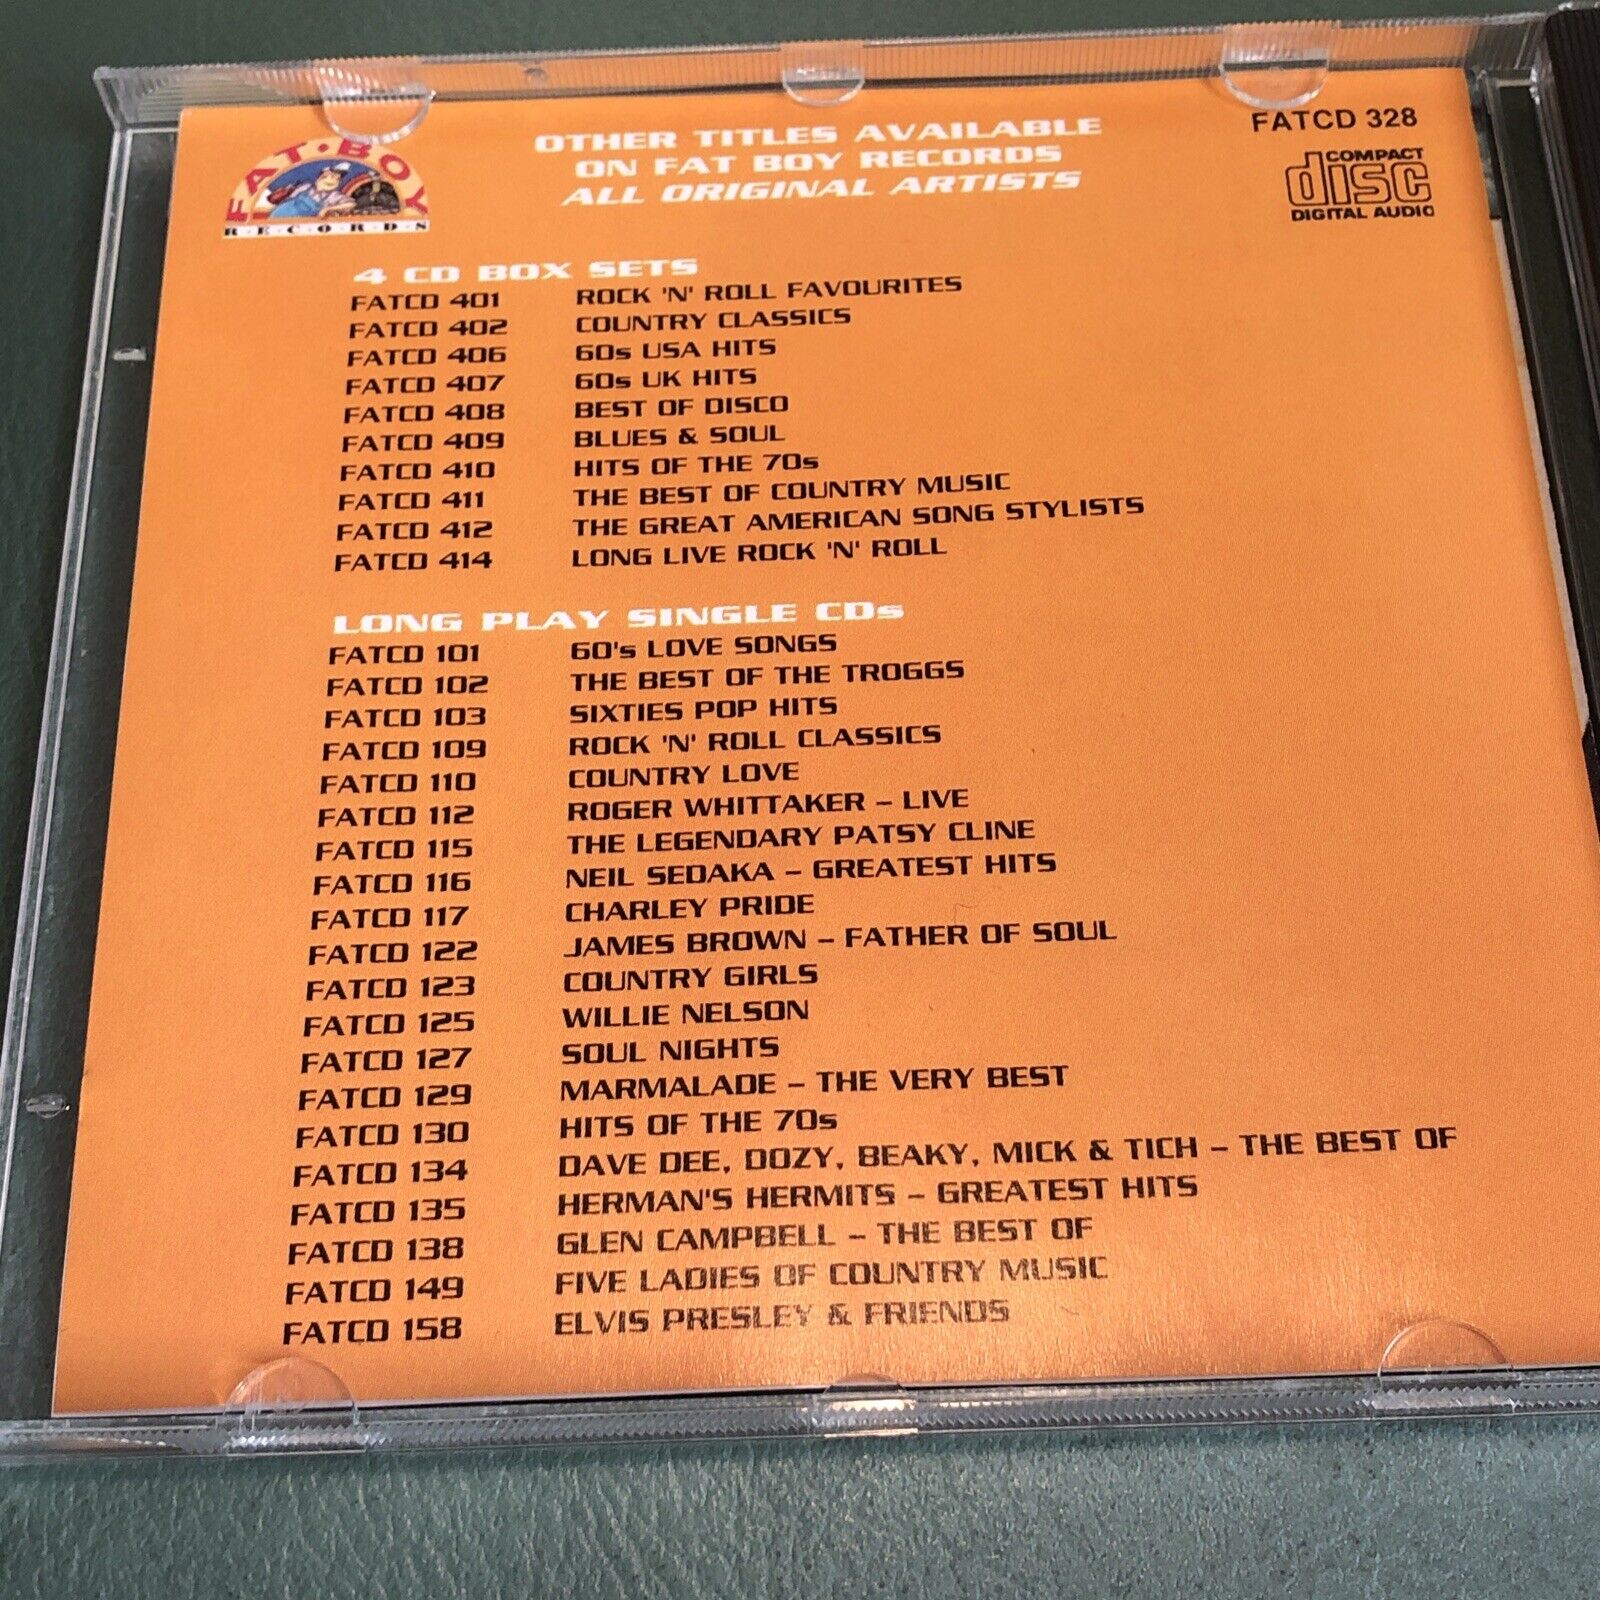 FAT·BOY
R·E·C·O·R·D·S
OTHER TITLES AVAILABLE
ON FAT BOY RECORDS
ALL ORIGINAL ARTISTS
FATCD 328
COMPACT
disc
DIGITAL AUDIO
4 CD BOX SETS
FATCD 401 ROCK 'N' ROLL FAVOURITES
FATCD 402 COUNTRY CLASSICS
FATCD 406 60s USA HITS
FATCD 407 60s UK HITS
FATCD 408 BEST OF DISCO
FATCD 409 BLUES & SOUL
FATCD 410 HITS OF THE 70s
FATCD 411 THE BEST OF COUNTRY MUSIC
FATCD 412 THE GREAT AMERICAN SONG STYLISTS
FATCD 414 LONG LIVE ROCK 'N' ROLL
LONG PLAY SINGLE CDs
FATCD 101 60's LOVE SONGS
FATCD 102 THE BEST OF THE TROGGS
FATCD 103 SIXTIES POP HITS
FATCD 109 ROCK 'N' ROLL CLASSICS
FATCD 110 COUNTRY LOVE
FATCD 112 ROGER WHITTAKER – LIVE
FATCD 115 THE LEGENDARY PATSY CLINE
FATCD 116 NEIL SEDAKA – GREATEST HITS
FATCD 117 CHARLEY PRIDE
FATCD 122 JAMES BROWN – FATHER OF SOUL
FATCD 123 COUNTRY GIRLS
FATCD 125 WILLIE NELSON
FATCD 127 SOUL NIGHTS
FATCD 129 MARMALADE – THE VERY BEST
FATCD 130 HITS OF THE 70s
FATCD 134 DAVE DEE, DOZY, BEAKY, MICK & TICH – THE BEST OF
FATCD 135 HERMAN'S HERMITS – GREATEST HITS
FATCD 138 GLEN CAMPBELL – THE BEST OF
FATCD 149 FIVE LADIES OF COUNTRY MUSIC
FATCD 158 ELVIS PRESLEY & FRIENDS